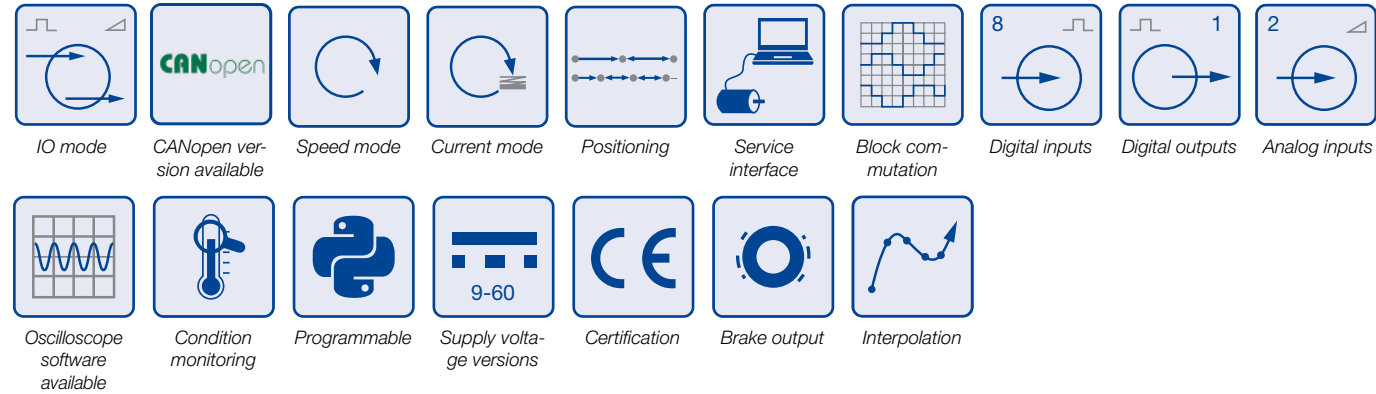 8
1
2
CANopen
IO mode
CANopen ver-
sion available
Speed mode
Current mode
Positioning
Service
interface
Block com-
mutation
Digital inputs
Digital outputs
Analog inputs
9-60
CE
Oscilloscope
software
available
Condition
monitoring
Programmable
Supply volta-
ge versions
Certification
Brake output
Interpolation